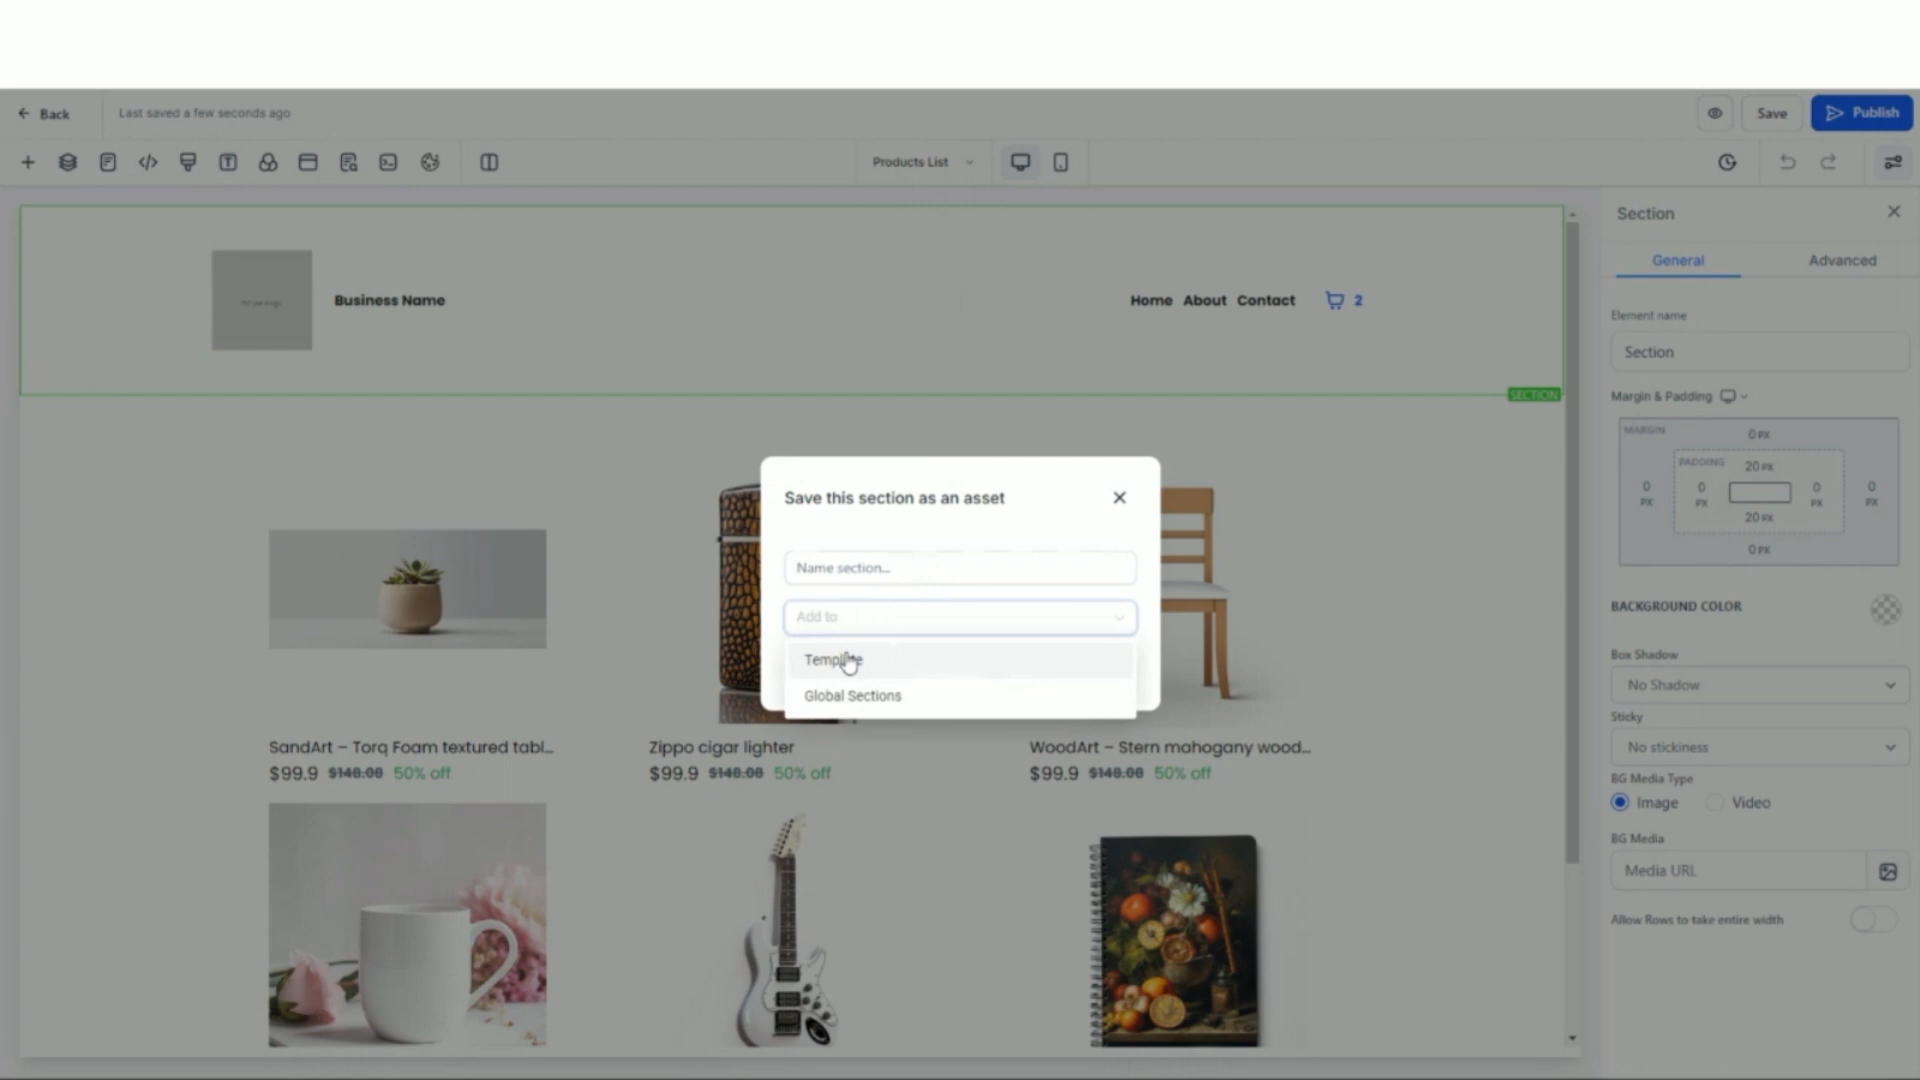 Back
Last saved a few seconds ago
Save
Publish
Products List
Section
General
Advanced
Business Name
Home About Contact 2
Element name
Section
SECTION
Margin & Padding
MARGIN
0 PX
PADDING
20 PX
0 PX
0 PX
0 PX
0 PX
20 PX
0 PX
Save this section as an asset
Name section...
Add to
Template
Global Sections
BACKGROUND COLOR
Box Shadow
No Shadow
Sticky
No stickiness
BG Media Type
Image
Video
BG Media
Media URL
Allow Rows to take entire width
SandArt – Torq Foam textured tabl...
$99.9 $148.08 50% off
Zippo cigar lighter
$99.9 $148.08 50% off
WoodArt – Stern mahogany wood...
$99.9 $148.08 50% off